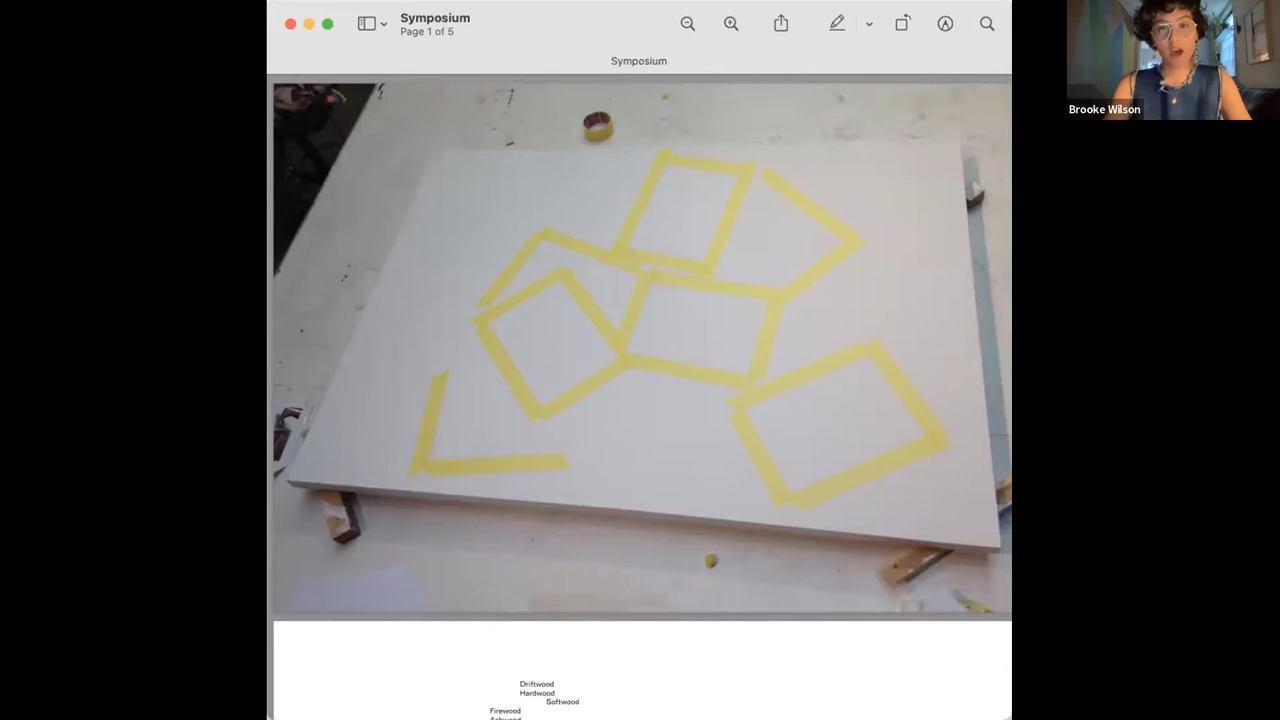 Symposium
Page 1 of 5
Symposium
Brooke Wilson
Driftwood
Hardwood
Softwood
Firewood